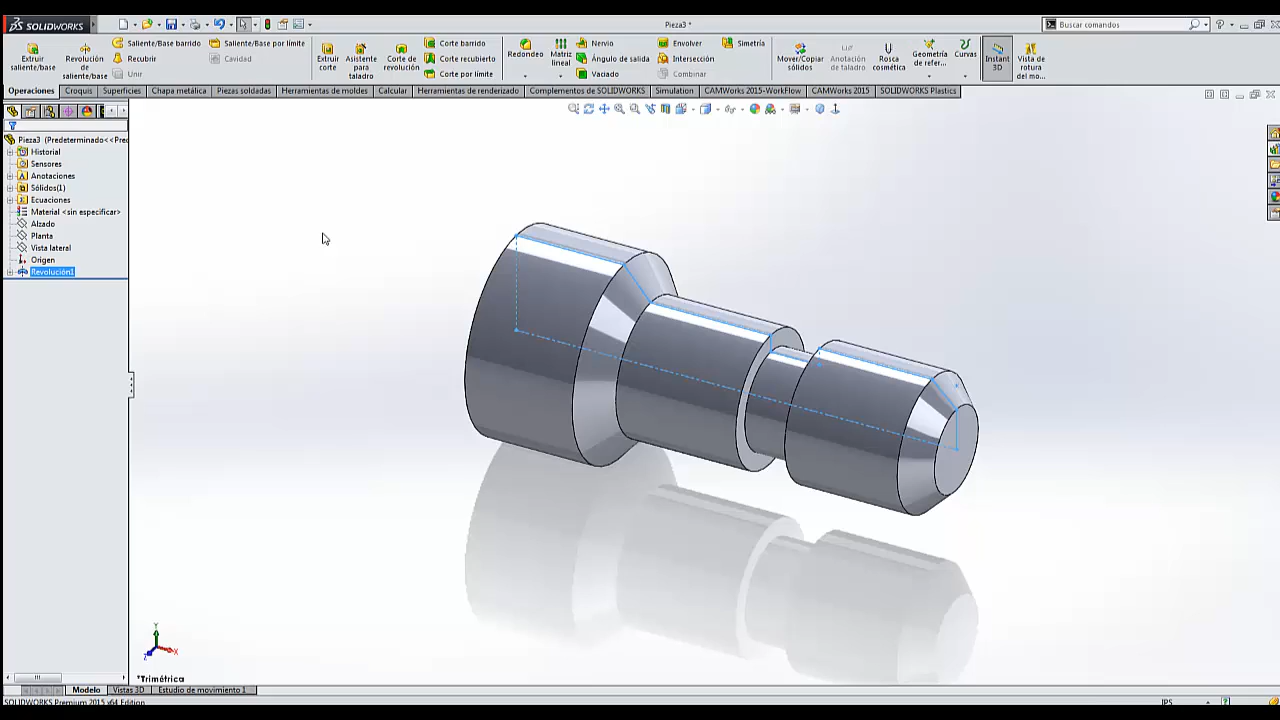 SOLIDWORKS
Pieza3 *
Buscar comandos
Extruir saliente/base
Revolución de saliente/base
Saliente/Base barrido
Recubrir
Unir
Saliente/Base por límite
Cavidad
Extruir corte
Asistente para taladro
Corte de revolución
Corte barrido
Corte recubierto
Corte por límite
Redondeo
Matriz lineal
Nervio
Ángulo de salida
Vaciado
Envolver
Intersección
Combinar
Simetría
Mover/Copiar sólidos
Anotación de taladro
Rosca cosmética
Geometría de refer...
Curvas
Instant 3D
Vista de rotura del mo...
Operaciones
Croquis
Superficies
Chapa metálica
Piezas soldadas
Herramientas de moldes
Calcular
Herramientas de renderizado
Complementos de SOLIDWORKS
Simulation
CAMWorks 2015-WorkFlow
CAMWorks 2015
SOLIDWORKS Plastics
Pieza3 (Predeterminado<<Prec
Historial
Sensores
Anotaciones
Sólidos(1)
Ecuaciones
Material <sin especificar>
Alzado
Planta
Vista lateral
Origen
Revolución1
Y
X
Z
*Trimétrica
Modelo
Vistas 3D
Estudio de movimiento 1
SOLIDWORKS Premium 2015 x64 Edition
IPS